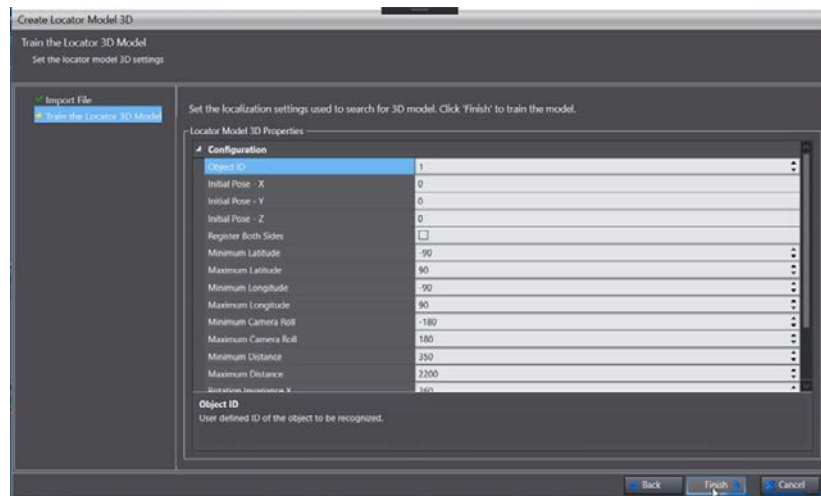 Create Locator Model 3D
Train the Locator 3D Model
Set the locator model 3D settings
Import File
Train the Locator 3D Model
Set the localization settings used to search for 3D model. Click 'Finish' to train the model.
Locator Model 3D Properties
Configuration
Object ID 1
Initial Pose - X 0
Initial Pose - Y 0
Initial Pose - Z 0
Register Both Sides
Minimum Latitude -90
Maximum Latitude 90
Minimum Longitude -90
Maximum Longitude 90
Minimum Camera Roll -180
Maximum Camera Roll 180
Minimum Distance 350
Maximum Distance 2200
Rotation Invariance X 360
Object ID
User defined ID of the object to be recognized.
Back Finish Cancel